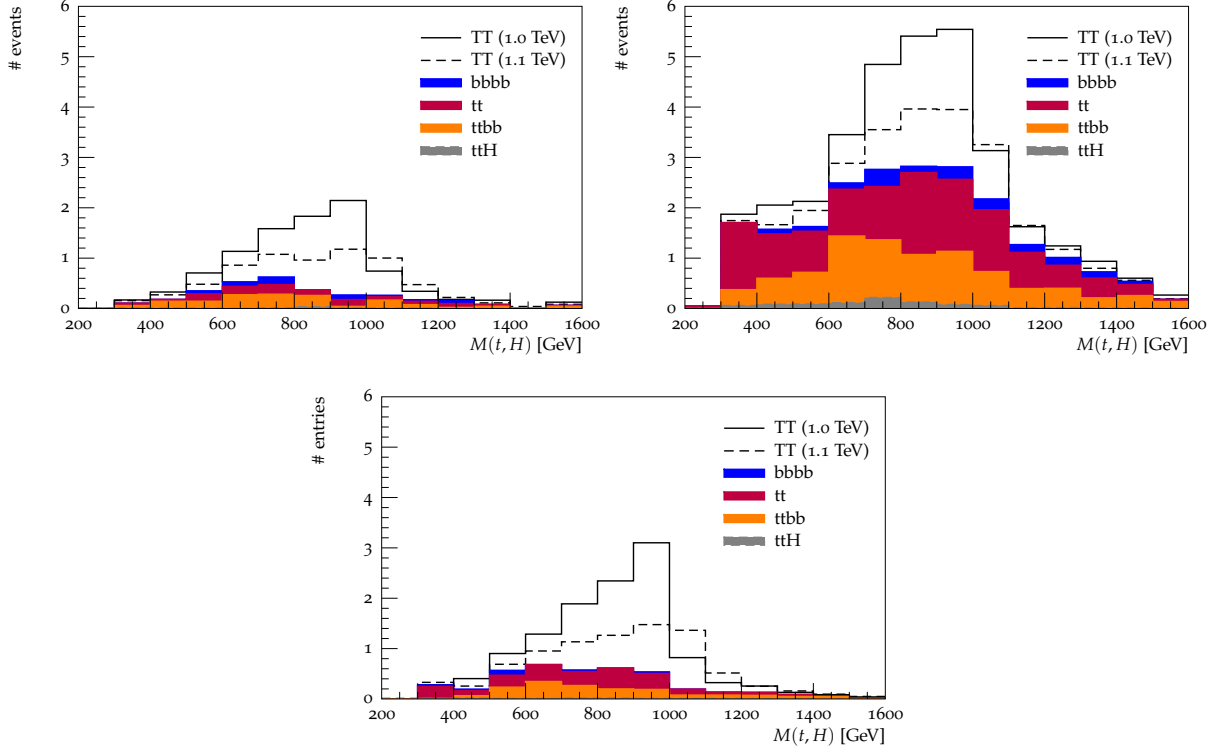 # events
6
5
4
3
2
1
0
TT (1.0 TeV)
TT (1.1 TeV)
bbbb
tt
ttbb
ttH
200 400 600 800 1000 1200 1400 1600
M(t, H) [GeV]
# events
6
5
4
3
2
1
0
TT (1.0 TeV)
TT (1.1 TeV)
bbbb
tt
ttbb
ttH
200 400 600 800 1000 1200 1400 1600
M(t, H) [GeV]
# entries
6
5
4
3
2
1
0
TT (1.0 TeV)
TT (1.1 TeV)
bbbb
tt
ttbb
ttH
200 400 600 800 1000 1200 1400 1600
M(t, H) [GeV]